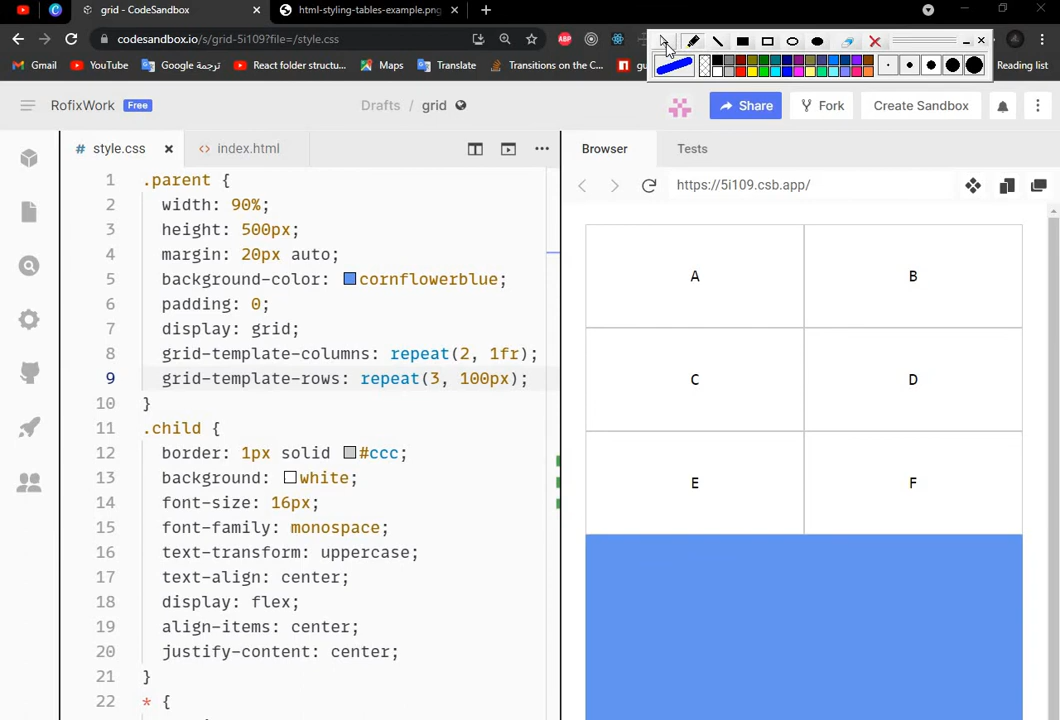 grid - CodeSandbox
html-styling-tables-example.png
codesandbox.io/s/grid-5i109?file=/style.css
Gmail
YouTube
ترجمة Google
React folder structu...
Maps
Translate
Transitions on the C...
Reading list
ABP
RofixWork Free
Drafts / grid
Share
Fork
Create Sandbox
# style.css
<> index.html
1 .parent {
2 width: 90%;
3 height: 500px;
4 margin: 20px auto;
5 background-color: cornflowerblue;
6 padding: 0;
7 display: grid;
8 grid-template-columns: repeat(2, 1fr);
9 grid-template-rows: repeat(3, 100px);
10 }
11 .child {
12 border: 1px solid #ccc;
13 background: white;
14 font-size: 16px;
15 font-family: monospace;
16 text-transform: uppercase;
17 text-align: center;
18 display: flex;
19 align-items: center;
20 justify-content: center;
21 }
22 * {
Browser
Tests
https://5i109.csb.app/
A B
C D
E F